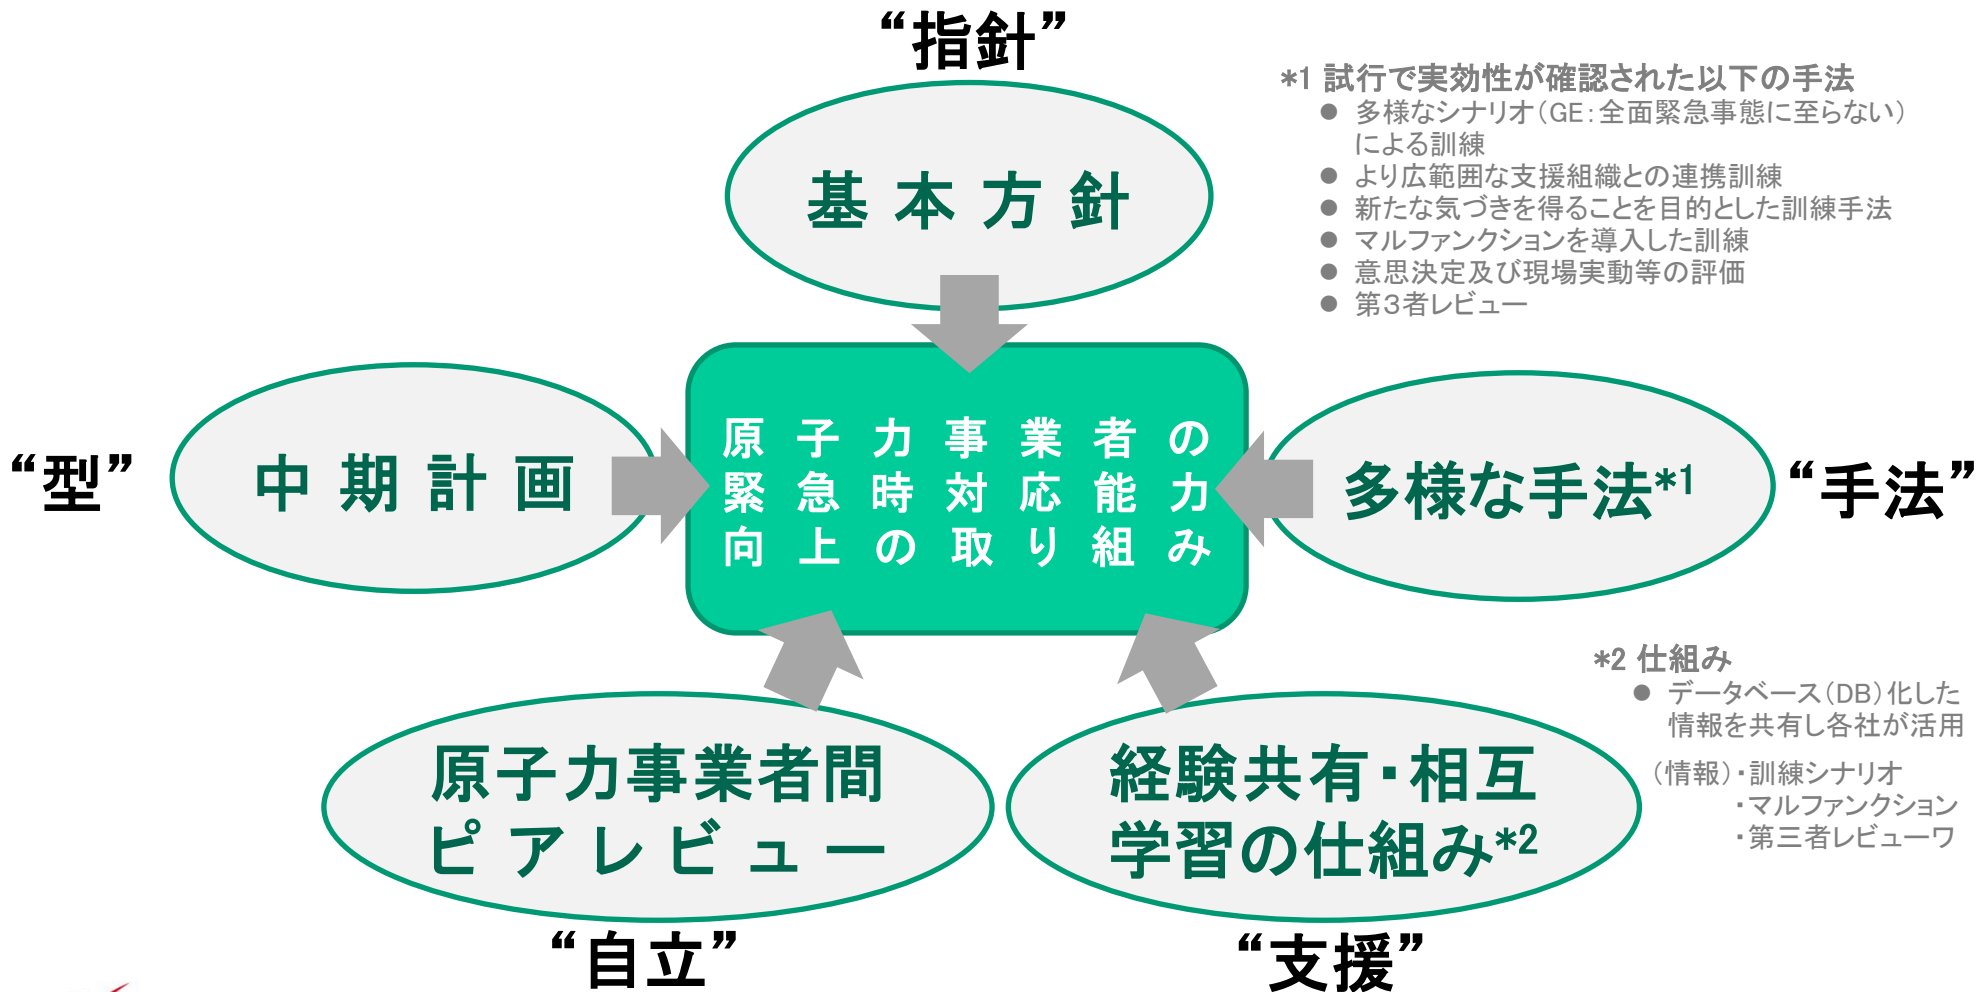 “指針”
基本方針
*1 試行で実効性が確認された以下の手法
● 多様なシナリオ（GE：全面緊急事態に至らない）
による訓練
● より広範囲な支援組織との連携訓練
● 新たな気づきを得ることを目的とした訓練手法
● マルファンクションを導入した訓練
● 意思決定及び現場実動等の評価
● 第３者レビュー
“型”
中期計画
原子力事業者の
緊急時対応能力
向上の取り組み
多様な手法*1
“手法”
原子力事業者間
ピアレビュー
“自立”
経験共有・相互
学習の仕組み*2
“支援”
*2 仕組み
● データベース（DB）化した
情報を共有し各社が活用
（情報）・訓練シナリオ
・マルファンクション
・第三者レビューワ